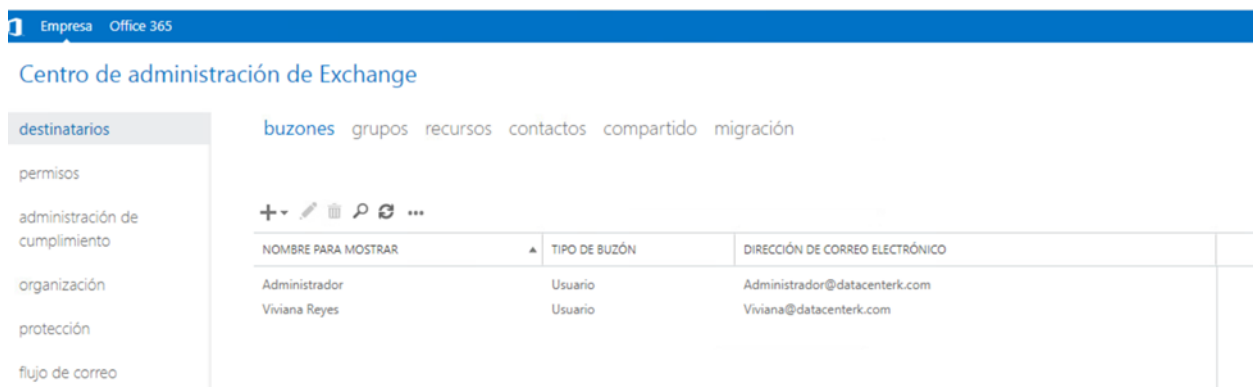 Empresa Office 365
Centro de administración de Exchange
destinatarios
permisos
administración de
cumplimiento
organización
protección
flujo de correo
buzones grupos recursos contactos compartido migración
NOMBRE PARA MOSTRAR TIPO DE BUZÓN DIRECCIÓN DE CORREO ELECTRÓNICO
Administrador Usuario Administrador@datacenterk.com
Viviana Reyes Usuario Viviana@datacenterk.com